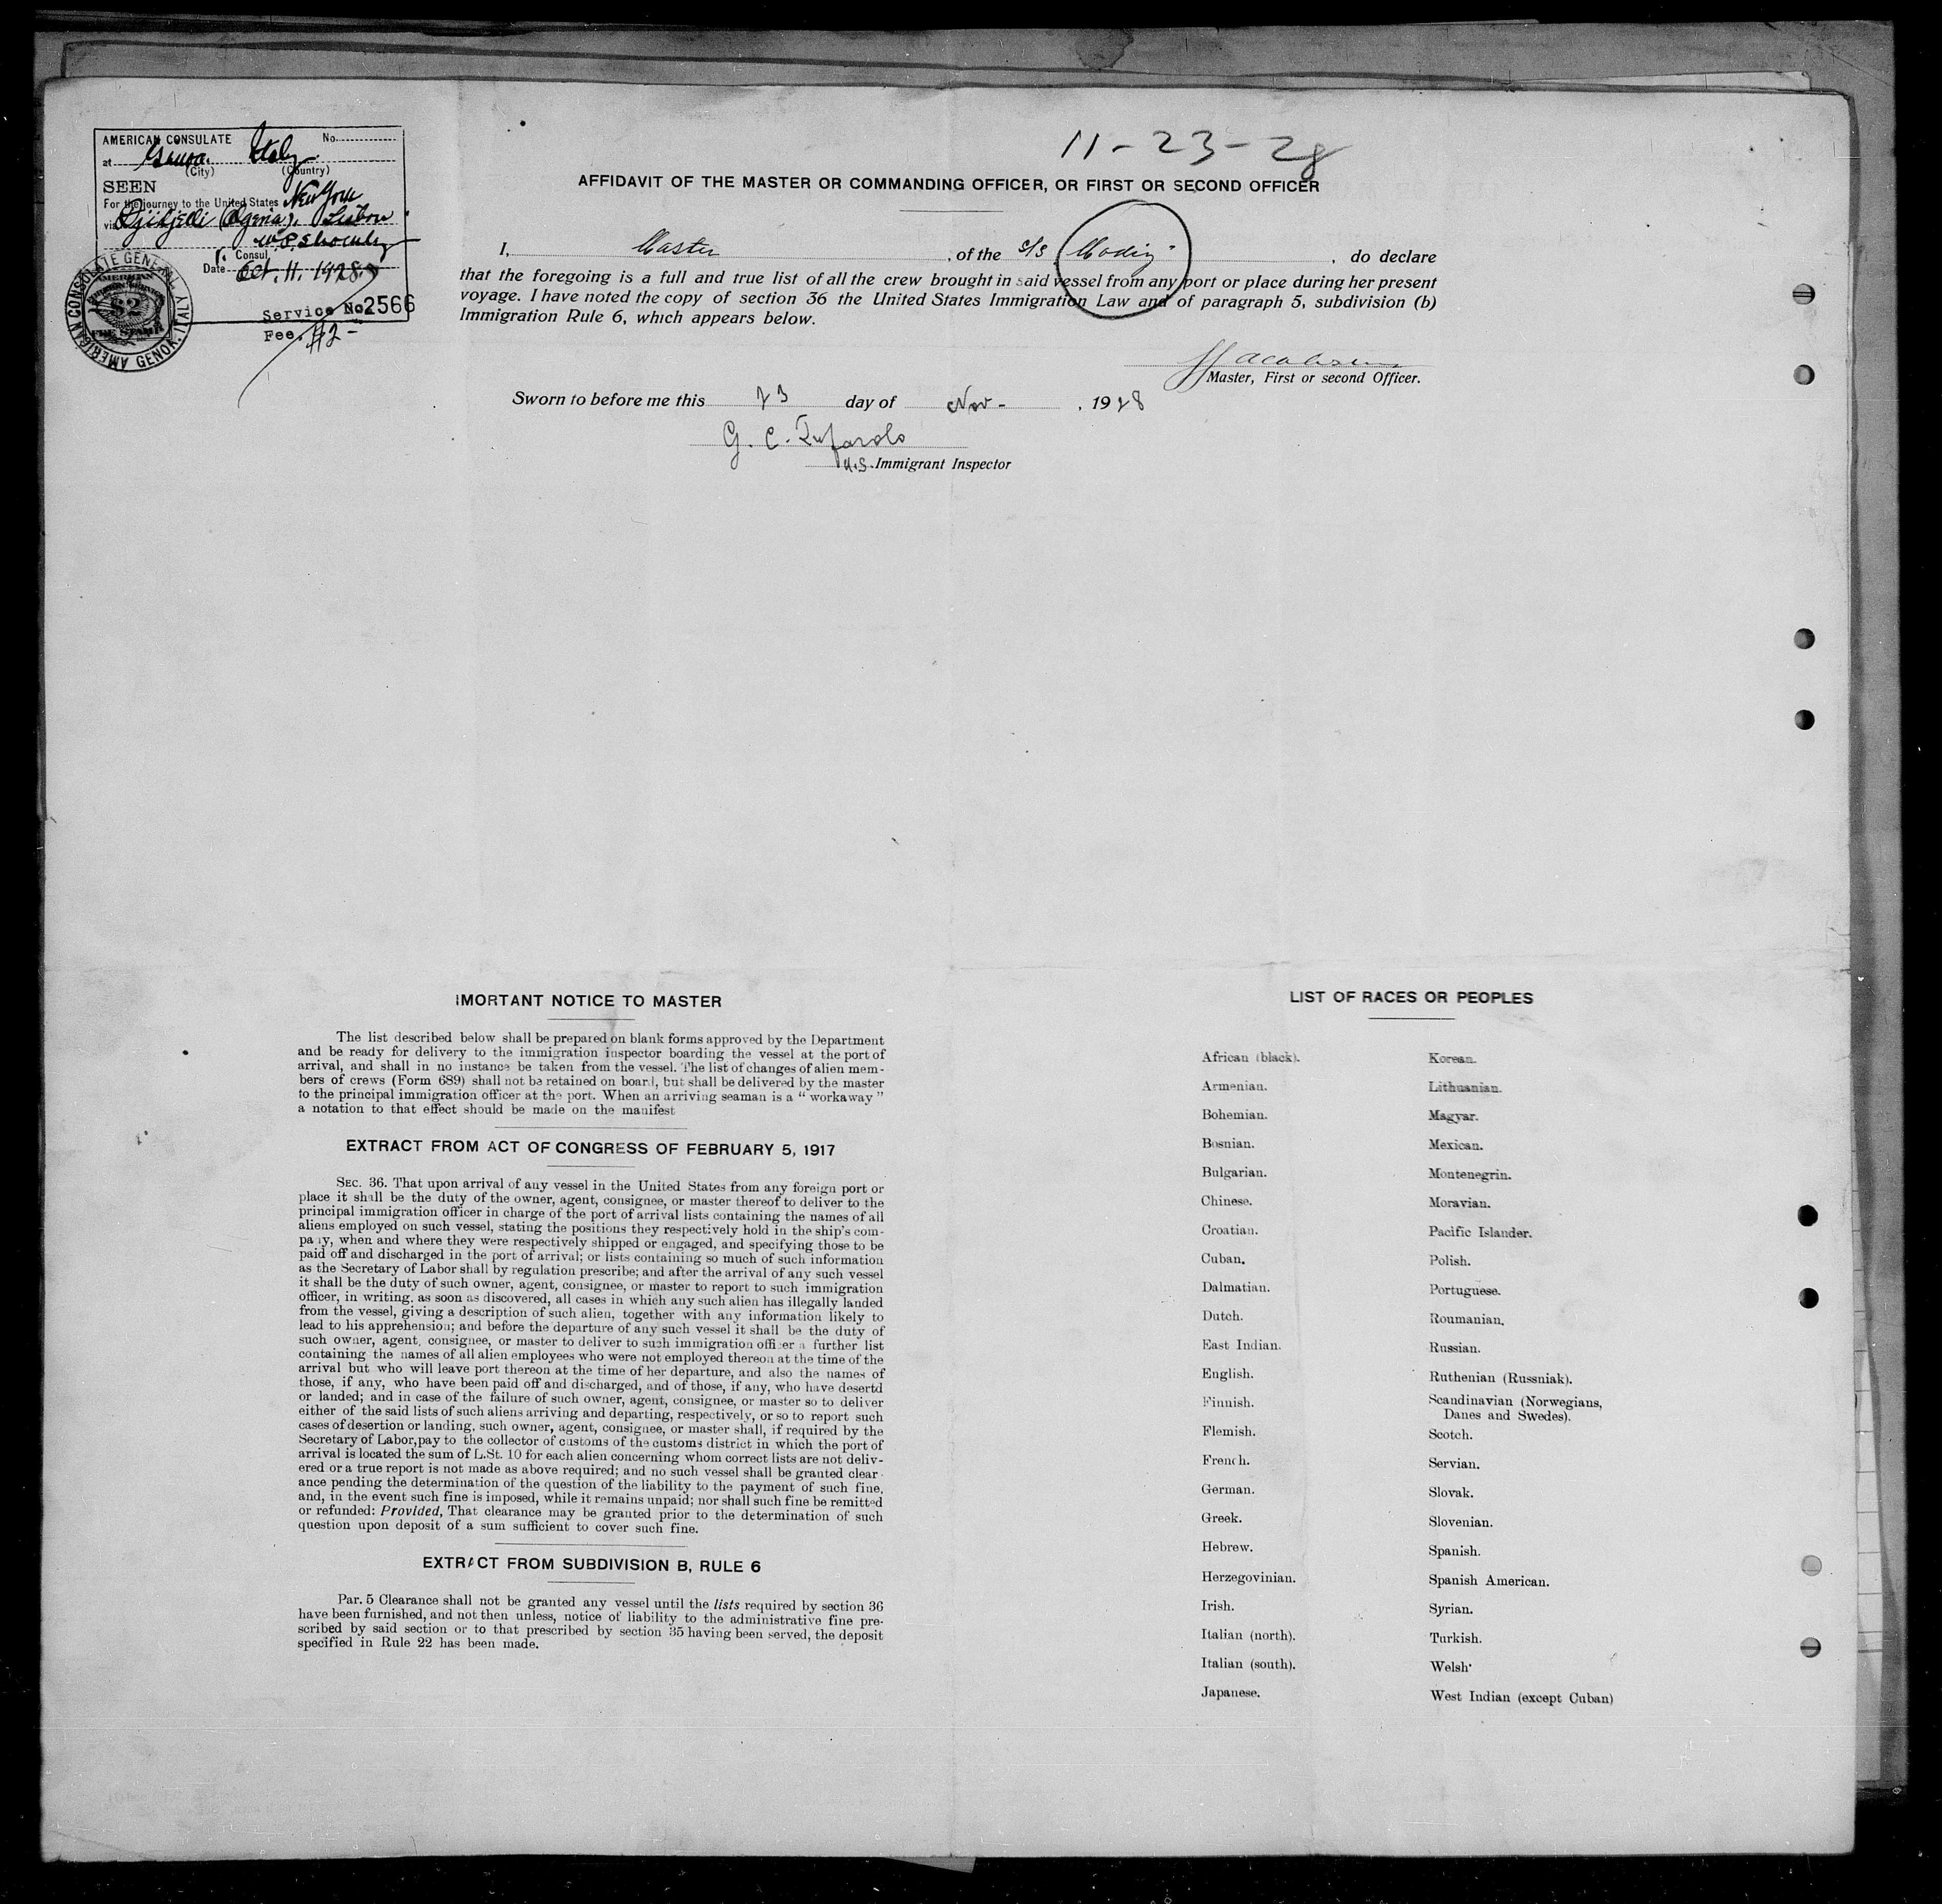 AMERICAN CONSULATE No.
at Genoa. Italy.
(City) (Country)
SEEN
For the journey to the United States New York
via Djidjelli (Algeria), Lisbon
Consul
Date Oct. 11. 1928
Service No 2566
Fee. $2-
AMERICAN CONSULATE GENERAL
GENOA, ITALY
AMERICAN
$2
FEE STAMP
11-23-28
AFFIDAVIT OF THE MASTER OR COMMANDING OFFICER, OR FIRST OR SECOND OFFICER
I, Master, of the S/S "Modig", do declare
that the foregoing is a full and true list of all the crew brought in said vessel from any port or place during her present
voyage. I have noted the copy of section 36 the United States Immigration Law and of paragraph 5, subdivision (b)
Immigration Rule 6, which appears below.
Jacobsen
Master, First or second Officer.
Sworn to before me this 23 day of Nov-, 1928
G. C.
U.S. Immigrant Inspector
IMORTANT NOTICE TO MASTER
The list described below shall be prepared on blank forms approved by the Department
and be ready for delivery to the immigration inspector boarding the vessel at the port of
arrival, and shall in no instance be taken from the vessel. The list of changes of alien mem-
bers of crews (Form 689) shall not be retained on board, but shall be delivered by the master
to the principal immigration officer at the port. When an arriving seaman is a "workaway"
a notation to that effect should be made on the manifest
EXTRACT FROM ACT OF CONGRESS OF FEBRUARY 5, 1917
SEC. 36. That upon arrival of any vessel in the United States from any foreign port or
place it shall be the duty of the owner, agent, consignee, or master thereof to deliver to the
principal immigration officer in charge of the port of arrival lists containing the names of all
aliens employed on such vessel, stating the positions they respectively hold in the ship's com-
pany, when and where they were respectively shipped or engaged, and specifying those to be
paid off and discharged in the port of arrival; or lists containing so much of such information
as the Secretary of Labor shall by regulation prescribe; and after the arrival of any such vessel
it shall be the duty of such owner, agent, consignee, or master to report to such immigration
officer, in writing. as soon as discovered, all cases in which any such alien has illegally landed
from the vessel, giving a description of such alien, together with any information likely to
lead to his apprehension; and before the departure of any such vessel it shall be the duty of
such owner, agent, consignee, or master to deliver to such immigration officer a further list
containing the names of all alien employees who were not employed thereon at the time of the
arrival but who will leave port thereon at the time of her departure, and also the names of
those, if any, who have been paid off and discharged, and of those, if any, who have desertd
or landed; and in case of the failure of such owner, agent, consignee, or master so to deliver
either of the said lists of such aliens arriving and departing, respectively, or so to report such
cases of desertion or landing, such owner, agent, consignee, or master shall, if required by the
Secretary of Labor, pay to the collector of customs of the customs district in which the port of
arrival is located the sum of L.St. 10 for each alien concerning whom correct lists are not deliv-
ered or a true report is not made as above required; and no such vessel shall be granted clear-
ance pending the determination of the question of the liability to the payment of such fine,
and, in the event such fine is imposed, while it remains unpaid; nor shall such fine be remitted
or refunded: Provided, That clearance may be granted prior to the determination of such
question upon deposit of a sum sufficient to cover such fine.
EXTRACT FROM SUBDIVISION B, RULE 6
Par. 5 Clearance shall not be granted any vessel until the lists required by section 36
have been furnished, and not then unless, notice of liability to the administrative fine pre-
scribed by said section or to that prescribed by section 35 having been served, the deposit
specified in Rule 22 has been made.
LIST OF RACES OR PEOPLES
African (black).
Armenian.
Bohemian.
Bosnian.
Bulgarian.
Chinese.
Croatian.
Cuban.
Dalmatian.
Dutch.
East Indian.
English.
Finnish.
Flemish.
French.
German.
Greek.
Hebrew.
Herzegovinian.
Irish.
Italian (north).
Italian (south).
Japanese.
Korean.
Lithuanian.
Magyar.
Mexican.
Montenegrin.
Moravian.
Pacific Islander.
Polish.
Portuguese.
Roumanian.
Russian.
Ruthenian (Russniak).
Scandinavian (Norwegians,
Danes and Swedes).
Scotch.
Servian.
Slovak.
Slovenian.
Spanish.
Spanish American.
Syrian.
Turkish.
Welsh
West Indian (except Cuban)